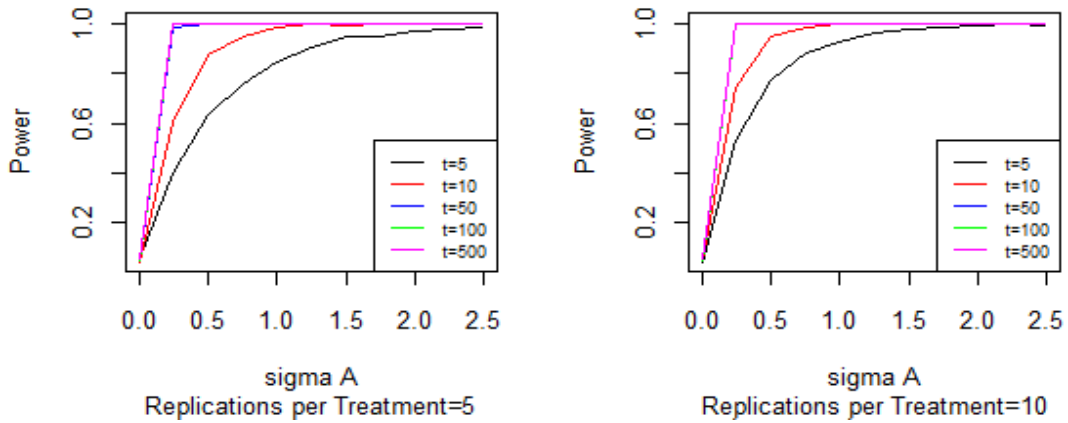 Power
1.0
0.6
0.2
t=5
t=10
t=50
t=100
t=500
0.0 0.5 1.0 1.5 2.0 2.5
sigma A
Replications per Treatment=5
Power
1.0
0.6
0.2
t=5
t=10
t=50
t=100
t=500
0.0 0.5 1.0 1.5 2.0 2.5
sigma A
Replications per Treatment=10